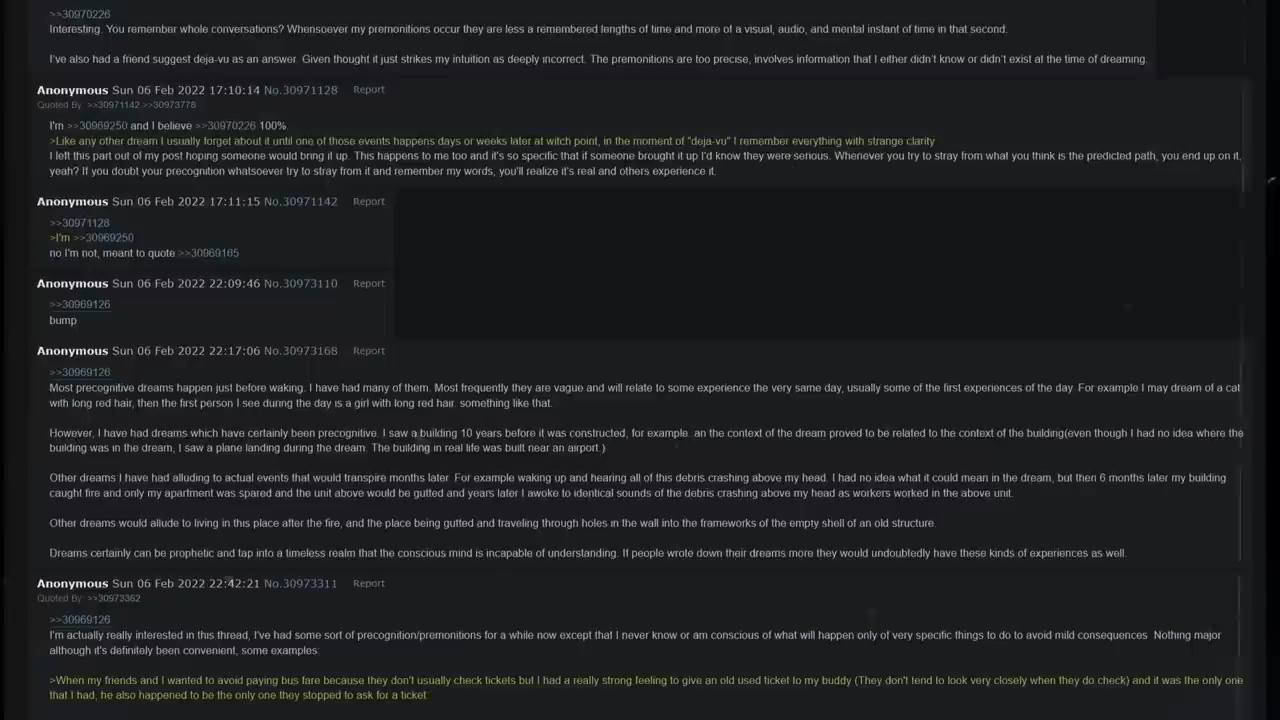 >>30970226
Interesting. You remember whole conversations? Whensoever my premonitions occur they are less a remembered lengths of time and more of a visual, audio, and mental instant of time in that second.
I've also had a friend suggest deja-vu as an answer. Given thought it just strikes my intuition as deeply incorrect. The premonitions are too precise, involves information that I either didn't know or didn't exist at the time of dreaming.
Anonymous Sun 06 Feb 2022 17:10:14 No.30971128 Report
Quoted By: >>30971142 >>30973778
I'm >>30969250 and I believe >>30970226 100%
>Like any other dream I usually forget about it until one of those events happens days or weeks later at witch point, in the moment of "deja-vu" I remember everything with strange clarity
I left this part out of my post hoping someone would bring it up. This happens to me too and it's so specific that if someone brought it up I'd know they were serious. Whenever you try to stray from what you think is the predicted path, you end up on it,
yeah? If you doubt your precognition whatsoever try to stray from it and remember my words, you'll realize it's real and others experience it.
Anonymous Sun 06 Feb 2022 17:11:15 No.30971142 Report
>>30971128
>I'm >>30969250
no I'm not, meant to quote >>30969165
Anonymous Sun 06 Feb 2022 22:09:46 No.30973110 Report
>>30969126
bump
Anonymous Sun 06 Feb 2022 22:17:06 No.30973168 Report
>>30969126
Most precognitive dreams happen just before waking. I have had many of them. Most frequently they are vague and will relate to some experience the very same day, usually some of the first experiences of the day. For example I may dream of a cat
with long red hair, then the first person I see during the day is a girl with long red hair. something like that.
However, I have had dreams which have certainly been precognitive. I saw a building 10 years before it was constructed, for example. an the context of the dream proved to be related to the context of the building(even though I had no idea where the
building was in the dream, I saw a plane landing during the dream. The building in real life was built near an airport.)
Other dreams I have had alluding to actual events that would transpire months later. For example waking up and hearing all of this debris crashing above my head. I had no idea what it could mean in the dream, but then 6 months later my building
caught fire and only my apartment was spared and the unit above would be gutted and years later I awoke to identical sounds of the debris crashing above my head as workers worked in the above unit.
Other dreams would allude to living in this place after the fire, and the place being gutted and traveling through holes in the wall into the frameworks of the empty shell of an old structure.
Dreams certainly can be prophetic and tap into a timeless realm that the conscious mind is incapable of understanding. If people wrote down their dreams more they would undoubtedly have these kinds of experiences as well.
Anonymous Sun 06 Feb 2022 22:42:21 No.30973311 Report
Quoted By: >>30973362
>>30969126
I'm actually really interested in this thread, I've had some sort of precognition/premonitions for a while now except that I never know or am conscious of what will happen only of very specific things to do to avoid mild consequences. Nothing major
although it's definitely been convenient, some examples:
>When my friends and I wanted to avoid paying bus fare because they don't usually check tickets but I had a really strong feeling to give an old used ticket to my buddy (They don't tend to look very closely when they do check) and it was the only one
that I had, he also happened to be the only one they stopped to ask for a ticket